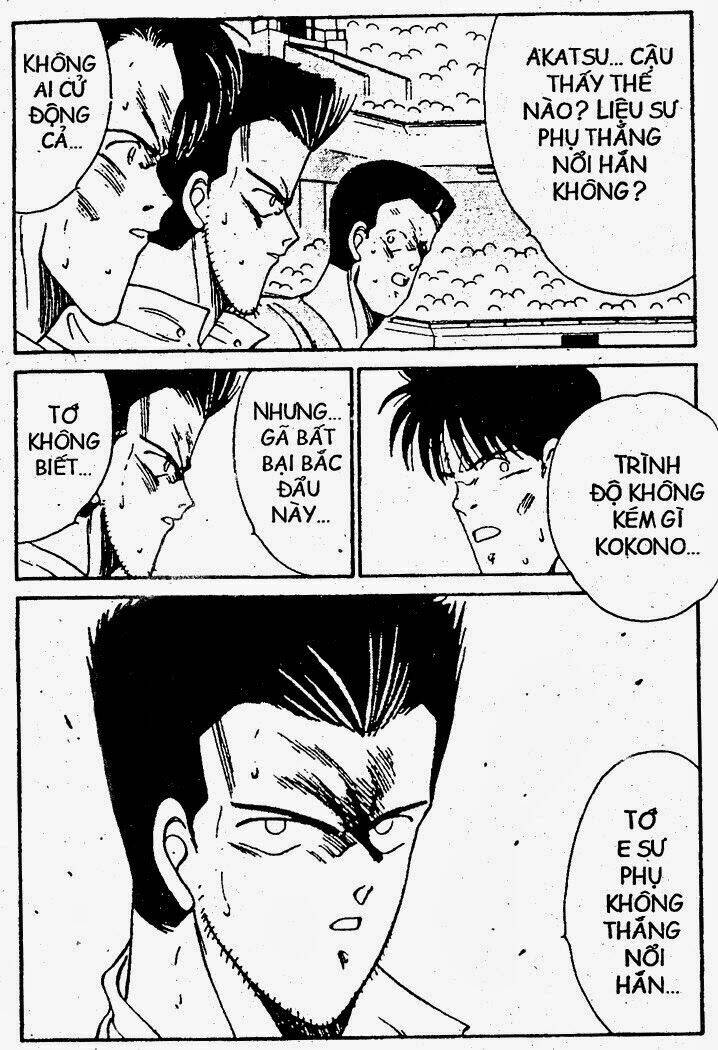 KHÔNG
AI CỬ
ĐỘNG
CẢ...
AKATSU... CẬU
THẤY THẾ
NÀO? LIỆU SƯ
PHỤ THẮNG
NỔI HẮN
KHÔNG?
TỚ
KHÔNG
BIẾT...
NHƯNG...
GÃ BẤT
BẠI BẮC
ĐẨU
NÀY...
TRÌNH
ĐỘ KHÔNG
KÉM GÌ
KOKONO...
TỚ
E SƯ
PHỤ
KHÔNG
THẮNG
NỔI
HẮN...